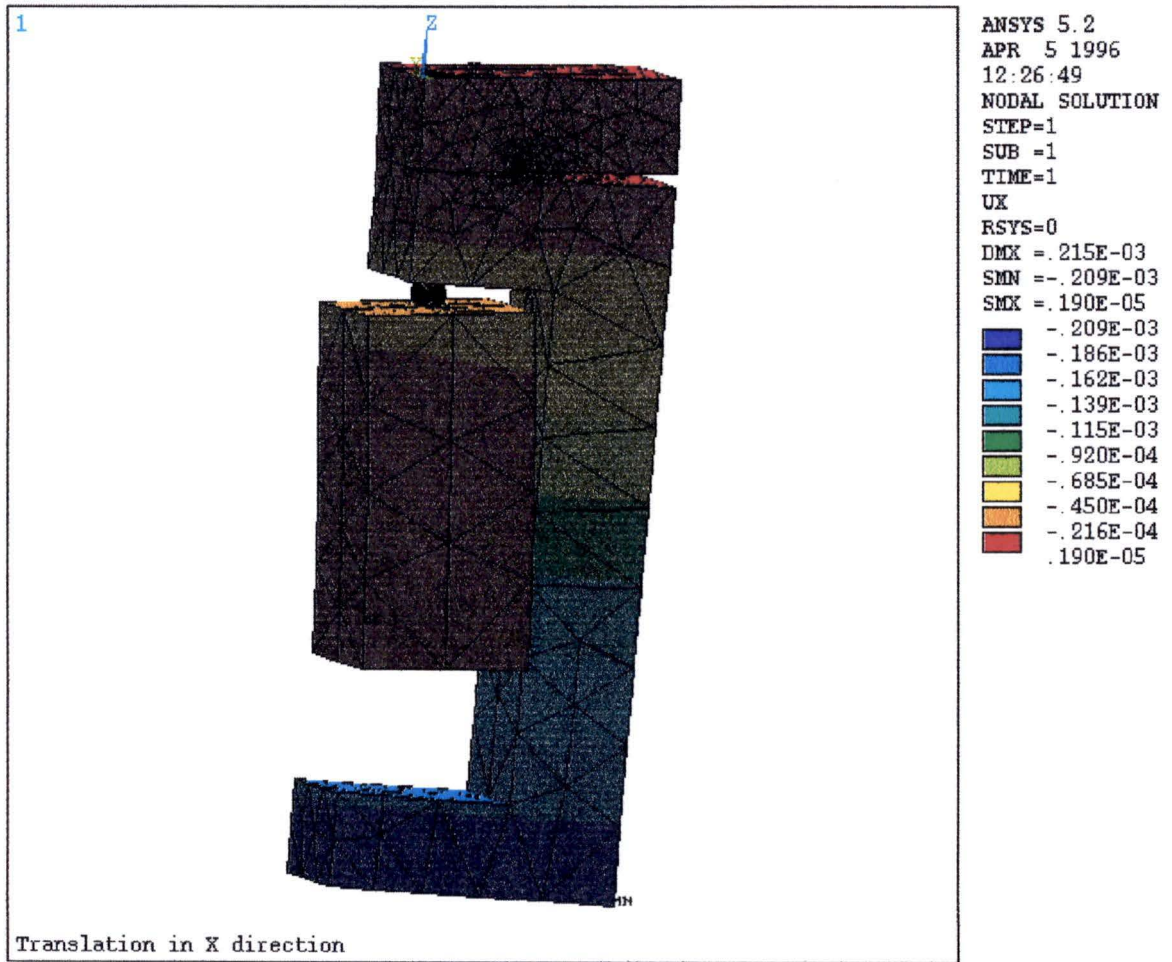 1
Z
Y
ANSYS 5.2
APR 5 1996
12:26:49
NODAL SOLUTION
STEP=1
SUB =1
TIME=1
UX
RSYS=0
DMX =.215E-03
SMN =-.209E-03
SMX =.190E-05
-.209E-03
-.186E-03
-.162E-03
-.139E-03
-.115E-03
-.920E-04
-.685E-04
-.450E-04
-.216E-04
.190E-05
MN
Translation in X direction